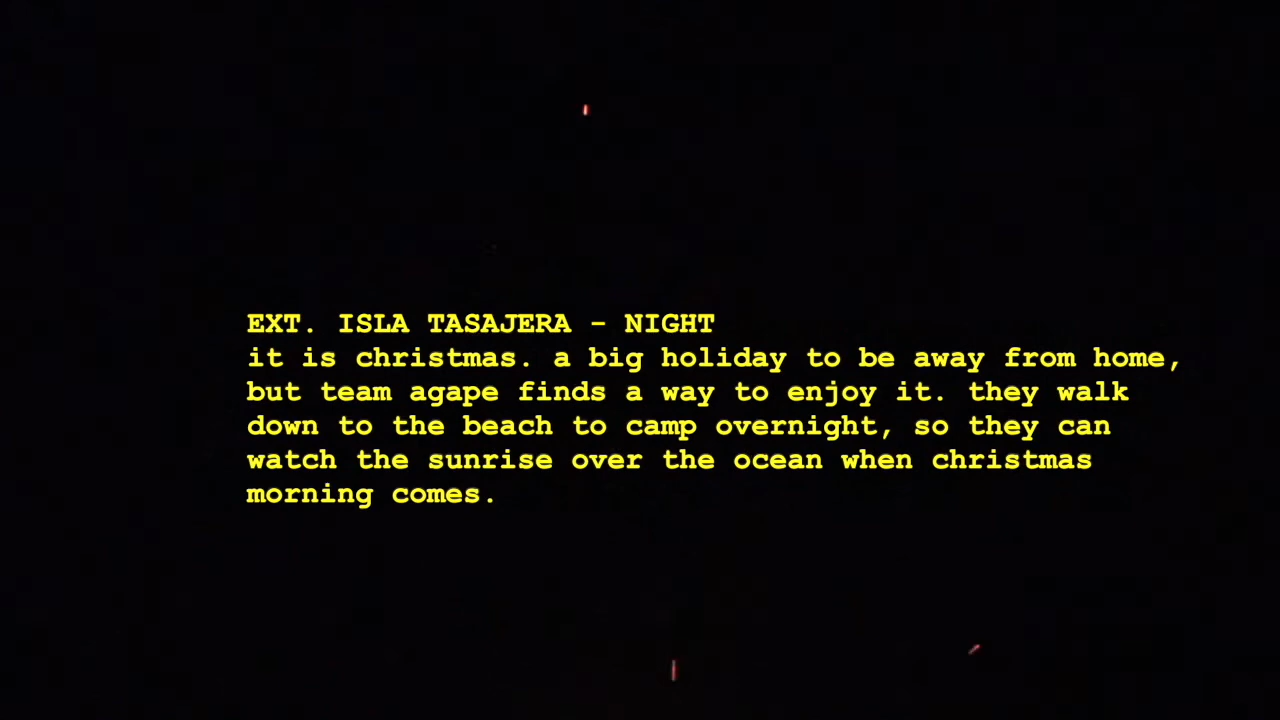 EXT. ISLA TASAJERA - NIGHT
it is christmas. a big holiday to be away from home,
but team agape finds a way to enjoy it. they walk
down to the beach to camp overnight, so they can
watch the sunrise over the ocean when christmas
morning comes.